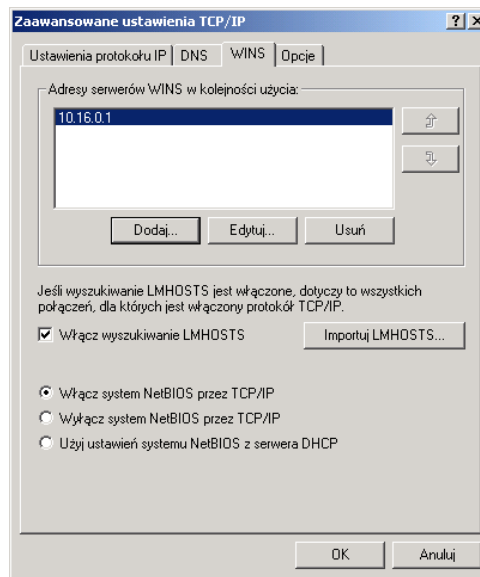 Zaawansowane ustawienia TCP/IP
Ustawienia protokołu IP DNS WINS Opcje
Adresy serwerów WINS w kolejności użycia:
10.16.0.1
Dodaj... Edytuj... Usuń
Jeśli wyszukiwanie LMHOSTS jest włączone, dotyczy to wszystkich
połączeń, dla których jest włączony protokół TCP/IP.
Włącz wyszukiwanie LMHOSTS Importuj LMHOSTS...
Włącz system NetBIOS przez TCP/IP
Wyłącz system NetBIOS przez TCP/IP
Użyj ustawień systemu NetBIOS z serwera DHCP
OK Anuluj